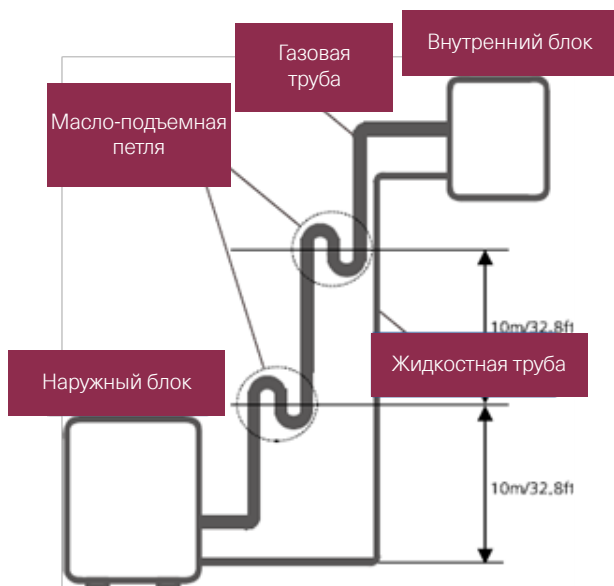 Газовая
труба
Внутренний блок
Масло-подъемная
петля
10m/32.8ft
Наружный блок
Жидкостная труба
10m/32.8ft